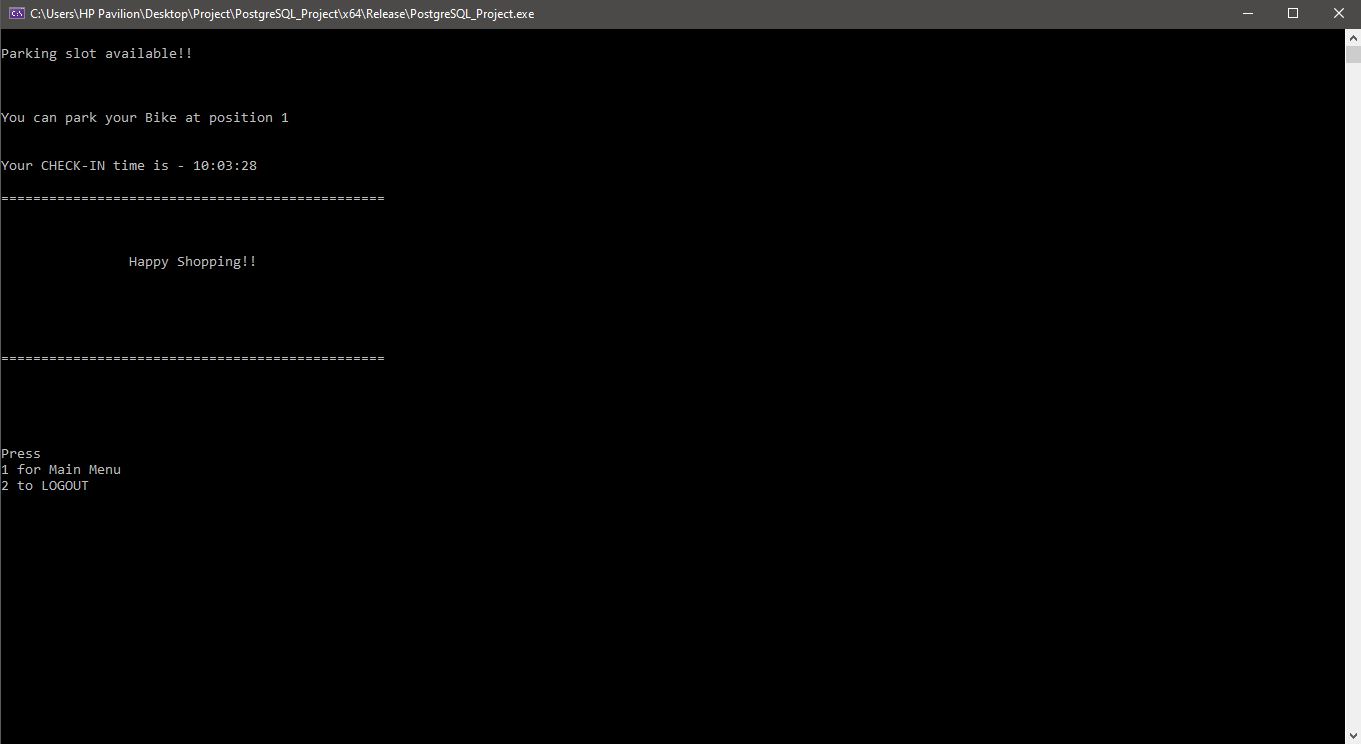 C:\Users\HP Pavilion\Desktop\Project\PostgreSQL_Project\x64\Release\PostgreSQL_Project.exe
Parking slot available!!
You can park your Bike at position 1
Your CHECK-IN time is - 10:03:28
================================================
Happy Shopping!!
================================================
Press
1 for Main Menu
2 to LOGOUT